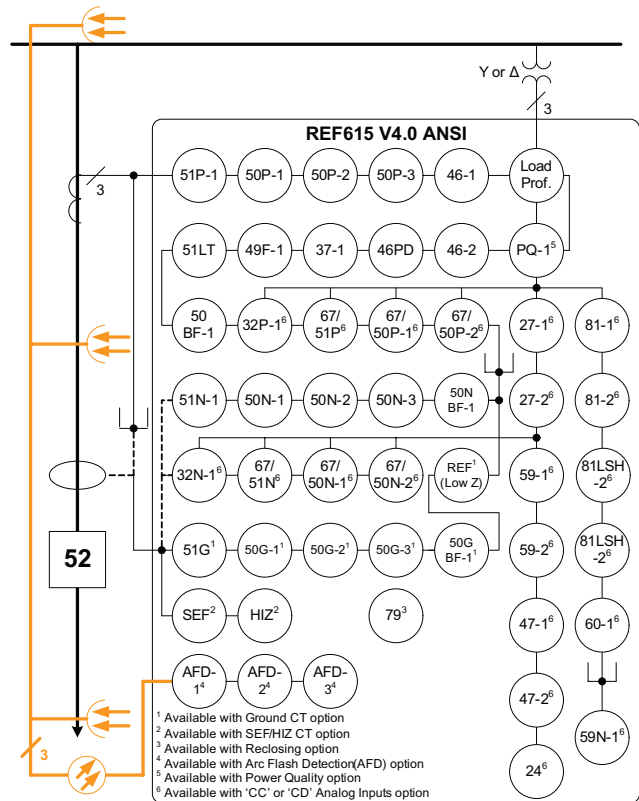 Y or Δ
3
REF615 V4.0 ANSI
3
51P-1
50P-1
50P-2
50P-3
46-1
Load
Prof.
51LT
49F-1
37-1
46PD
46-2
PQ-1⁵
50
BF-1
32P-1⁶
67/
51P⁶
67/
50P-1⁶
67/
50P-2⁶
27-1⁶
81-1⁶
51N-1
50N-1
50N-2
50N-3
50N
BF-1
27-2⁶
81-2⁶
32N-1⁶
67/
51N⁶
67/
50N-1⁶
67/
50N-2⁶
REF¹
(Low Z)
59-1⁶
81LSH
-2⁶
52
51G¹
50G-1¹
50G-2¹
50G-3¹
50G
BF-1¹
59-2⁶
81LSH
-2⁶
SEF²
HIZ²
79³
47-1⁶
60-1⁶
AFD-
1⁴
AFD-
2⁴
AFD-
3⁴
47-2⁶
59N-1⁶
24⁶
3
¹ Available with Ground CT option
² Available with SEF/HIZ CT option
³ Available with Reclosing option
⁴ Available with Arc Flash Detection(AFD) option
⁵ Available with Power Quality option
⁶ Available with ‘CC’ or ‘CD’ Analog Inputs option